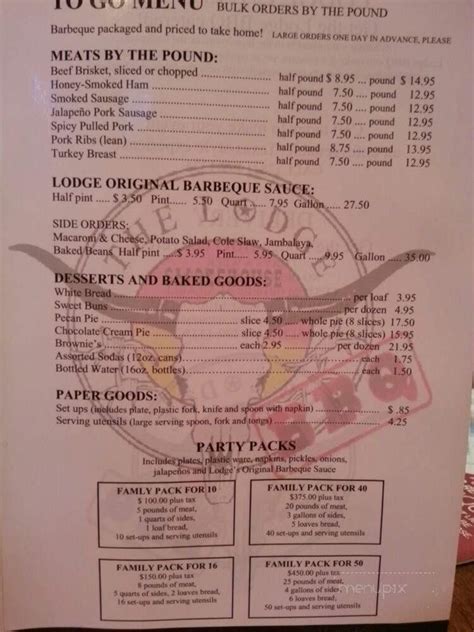 TO GO MENU BULK ORDERS BY THE POUND
Barbeque packaged and priced to take home! LARGE ORDERS ONE DAY IN ADVANCE, PLEASE
MEATS BY THE POUND:
Beef Brisket, sliced or chopped ........ half pound $ 8.95 ... pound $ 14.95
Honey-Smoked Ham ........ half pound 7.50 .... pound 12.95
Smoked Sausage ........ half pound 7.50 .... pound 12.95
Jalapeño Pork Sausage ........ half pound 7.50 .... pound 12.95
Spicy Pulled Pork ........ half pound 7.50 .... pound 12.95
Pork Ribs (lean) ........ half pound 8.75 .... pound 13.95
Turkey Breast ........ half pound 7.50 .... pound 12.95
LODGE ORIGINAL BARBEQUE SAUCE:
Half pint ..... $ 3.50 Pint...... 5.50 Quart .... 7.95 Gallon ..... 27.50
SIDE ORDERS:
Macaroni & Cheese, Potato Salad, Cole Slaw, Jambalaya,
Baked Beans Half pint ....$ 3.95 Pint..... 5.95 Quart ..... 9.95 Gallon .... 35.00
THE LODGE
SMOKEHOUSE
BBQ
DESSERTS AND BAKED GOODS:
White Bread ........ per loaf 3.95
Sweet Buns ........ per dozen 4.95
Pecan Pie ........ slice 4.50 .... whole pie (8 slices) 17.50
Chocolate Cream Pie ........ slice 4.50 .... whole pie (8 slices) 15.95
Brownie's ........ each 2.95 ........ per dozen 21.95
Assorted Sodas (12oz. cans) ........ each 1.75
Bottled Water (16oz. bottles) ........ each 1.50
PAPER GOODS:
Set ups (includes plate, plastic fork, knife and spoon with napkin) ........ $ .85
Serving utensils (large serving spoon, fork and tongs) ........ 4.25
PARTY PACKS
Includes plates, plastic ware, napkins, pickles, onions,
jalapeños and Lodge's Original Barbeque Sauce
FAMILY PACK FOR 10
$ 100.00 plus tax
5 pounds of meat,
1 quarts of sides,
1 loaf bread,
10 set-ups and serving utensils
FAMILY PACK FOR 40
$375.00 plus tax
20 pounds of meat,
3 gallons of sides,
5 loaves bread,
40 set-ups and serving utensils
FAMILY PACK FOR 16
$150.00 plus tax
8 pounds of meat,
5 quarts of sides,
2 loaves bread,
16 set-ups and serving utensils
FAMILY PACK FOR 50
$450.00 plus tax
25 pounds of meat,
4 gallons of sides,
6 loaves bread,
50 set-ups and serving utensils
menupix